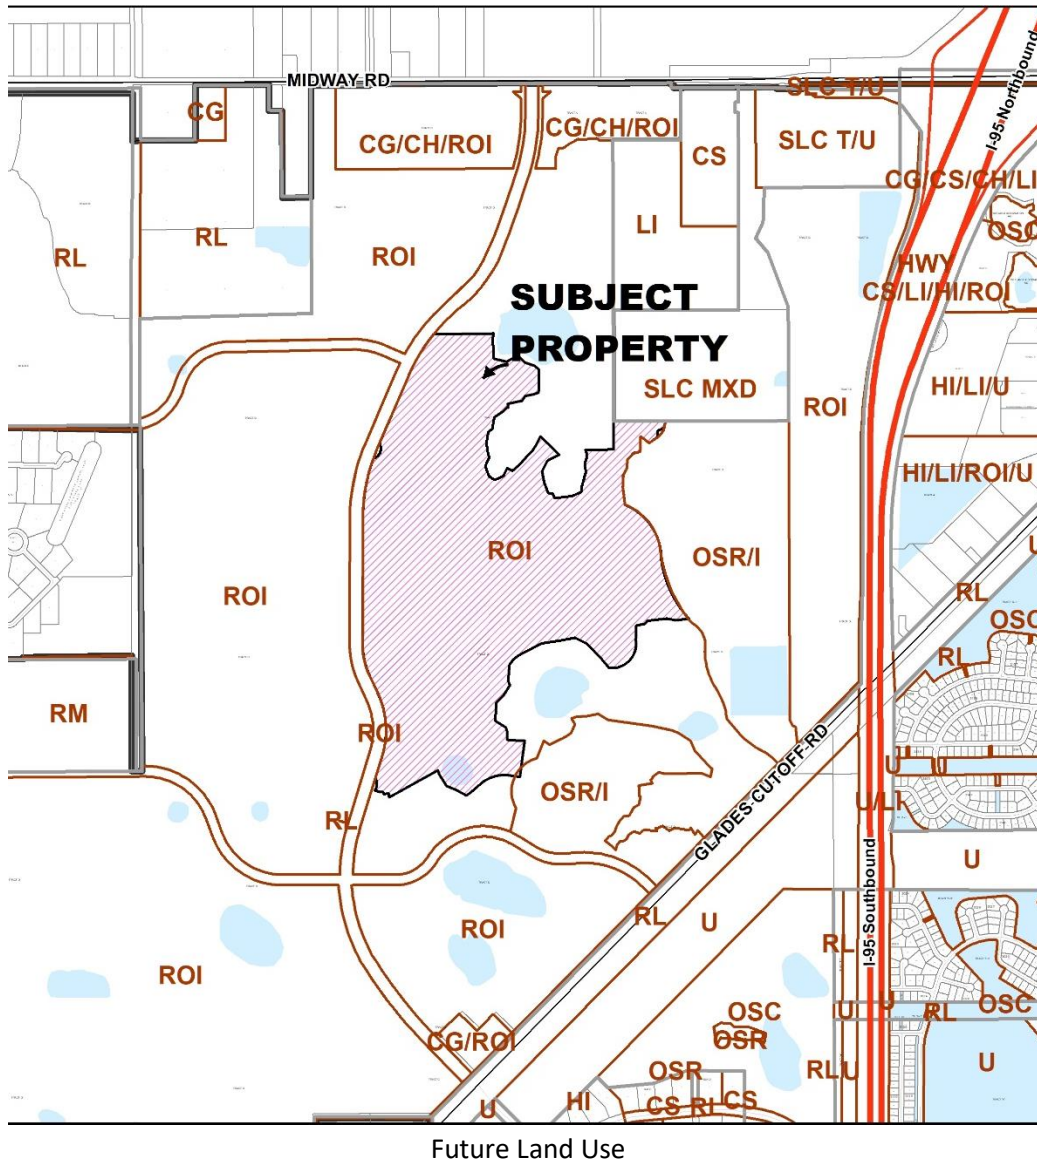 MIDWAY RD
SLC T/U
I-95 Northbound
CG
CG/CH/ROI
CG/CH/ROI
CS
SLC T/U
CG/CS/CH/LI
RL
RL
ROI
LI
OSC
HWY
CS/LI/HI/ROI
SUBJECT
PROPERTY
SLC MXD
ROI
HI/LI/U
HI/LI/ROI/U
ROI
OSR/I
ROI
RL
OSC
RL
RM
ROI
GLADES CUTOFF RD
U
U
OSR/I
U/LI
RL
U
I-95 Southbound
ROI
RL
U
RL
ROI
U
U
RL
OSC
OSC
OSR
CG/ROI
OSR
RL
U
U
U
HI
CS
RI
CS
Future Land Use